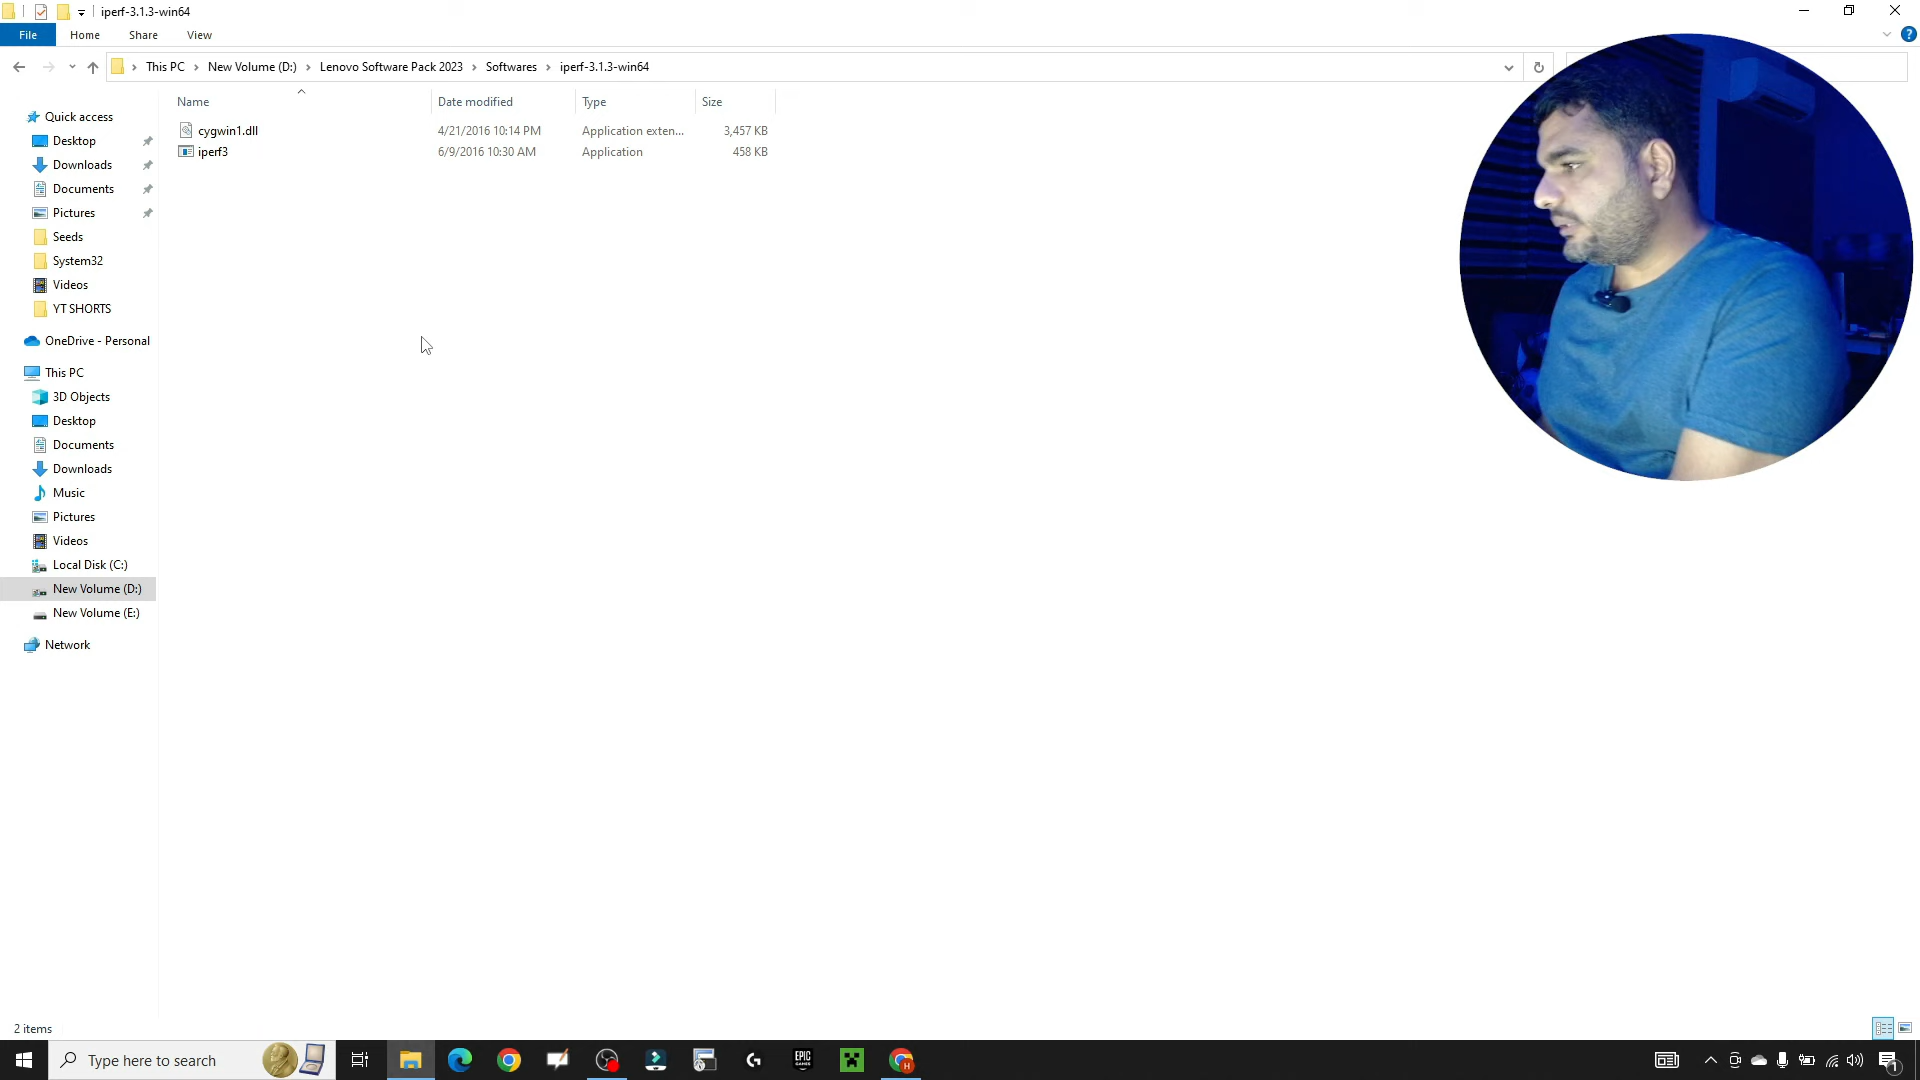 iperf-3.1.3-win64
File Home Share View
This PC New Volume (D:) Lenovo Software Pack 2023 Softwares iperf-3.1.3-win64
Name Date modified Type Size
cygwin1.dll 4/21/2016 10:14 PM Application exten... 3,457 KB
iperf3 6/9/2016 10:30 AM Application 458 KB
Quick access
Desktop
Downloads
Documents
Pictures
Seeds
System32
Videos
YT SHORTS
OneDrive - Personal
This PC
3D Objects
Desktop
Documents
Downloads
Music
Pictures
Videos
Local Disk (C:)
New Volume (D:)
New Volume (E:)
Network
2 items
Type here to search
EPIC GAMES
H
1